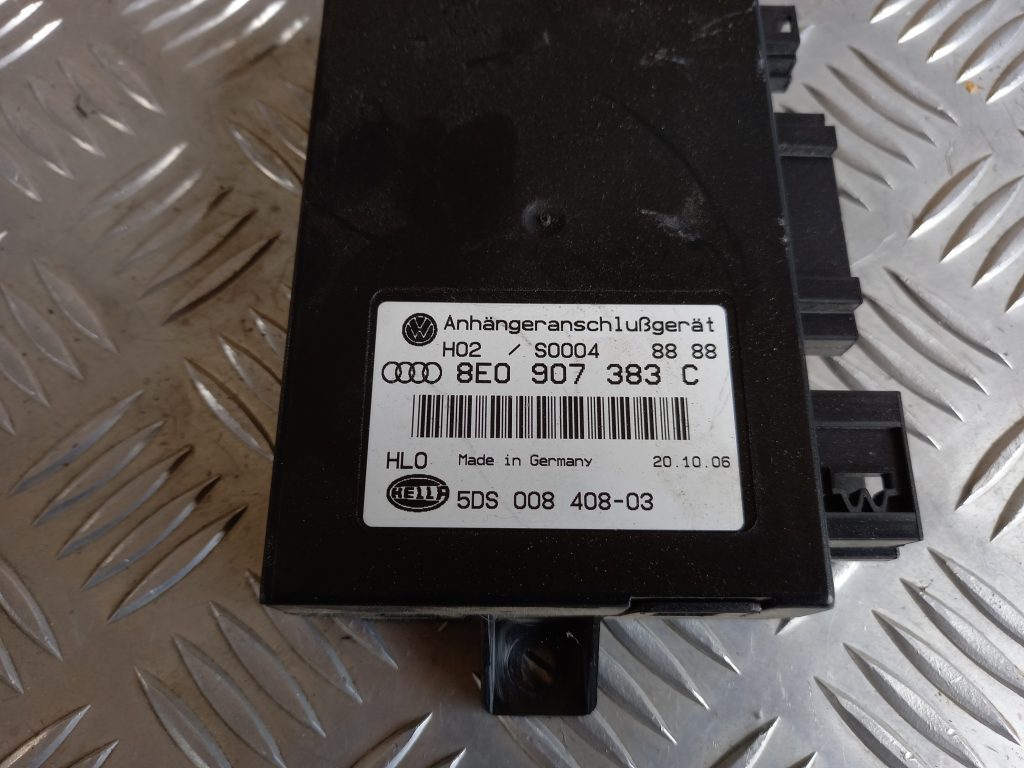 Anhängeranschlußgerät
H02 / S0004 88 88
8E0 907 383 C
HLO Made in Germany 20.10.06
HELLA 5DS 008 408-03